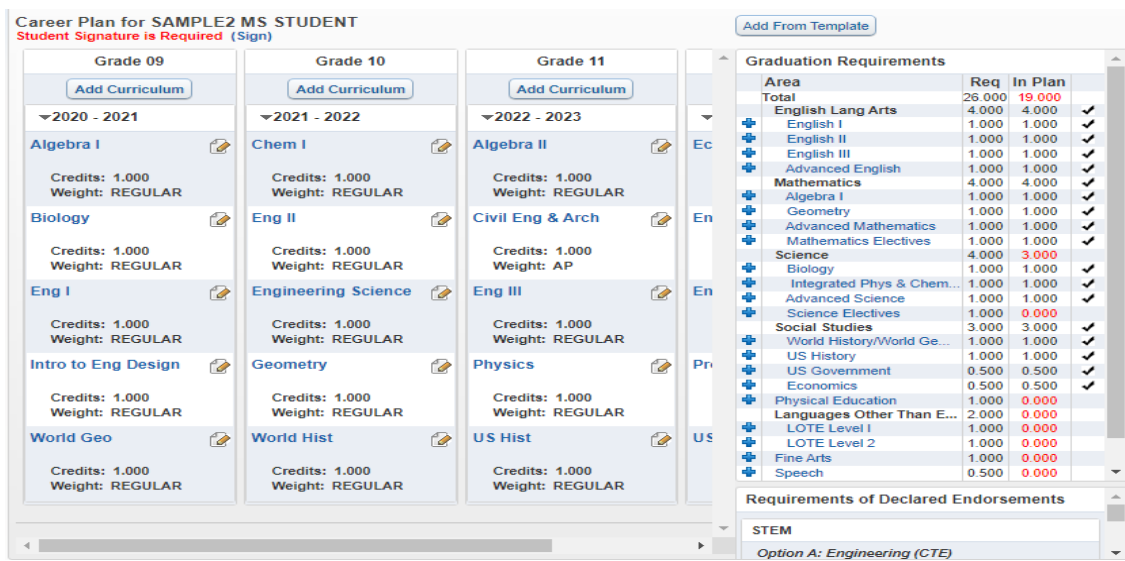 Career Plan for SAMPLE2 MS STUDENT
Student Signature is Required (Sign)
Grade 09
Add Curriculum
2020 - 2021
Algebra I
Credits: 1.000
Weight: REGULAR
Biology
Credits: 1.000
Weight: REGULAR
Eng I
Credits: 1.000
Weight: REGULAR
Intro to Eng Design
Credits: 1.000
Weight: REGULAR
World Geo
Credits: 1.000
Weight: REGULAR
Grade 10
Add Curriculum
2021 - 2022
Chem I
Credits: 1.000
Weight: REGULAR
Eng II
Credits: 1.000
Weight: REGULAR
Engineering Science
Credits: 1.000
Weight: REGULAR
Geometry
Credits: 1.000
Weight: REGULAR
World Hist
Credits: 1.000
Weight: REGULAR
Grade 11
Add Curriculum
2022 - 2023
Algebra II
Credits: 1.000
Weight: REGULAR
Civil Eng & Arch
Credits: 1.000
Weight: AP
Eng III
Credits: 1.000
Weight: REGULAR
Physics
Credits: 1.000
Weight: REGULAR
US Hist
Credits: 1.000
Weight: REGULAR
Ec
En
En
Pr
US
Add From Template
Graduation Requirements
Area Req In Plan
Total 26.000 19.000
English Lang Arts 4.000 4.000
English I 1.000 1.000
English II 1.000 1.000
English III 1.000 1.000
Advanced English 1.000 1.000
Mathematics 4.000 4.000
Algebra I 1.000 1.000
Geometry 1.000 1.000
Advanced Mathematics 1.000 1.000
Mathematics Electives 1.000 1.000
Science 4.000 3.000
Biology 1.000 1.000
Integrated Phys & Chem... 1.000 1.000
Advanced Science 1.000 1.000
Science Electives 1.000 0.000
Social Studies 3.000 3.000
World History/World Ge... 1.000 1.000
US History 1.000 1.000
US Government 0.500 0.500
Economics 0.500 0.500
Physical Education 1.000 0.000
Languages Other Than E... 2.000 0.000
LOTE Level I 1.000 0.000
LOTE Level 2 1.000 0.000
Fine Arts 1.000 0.000
Speech 0.500 0.000
Requirements of Declared Endorsements
STEM
Option A: Engineering (CTE)